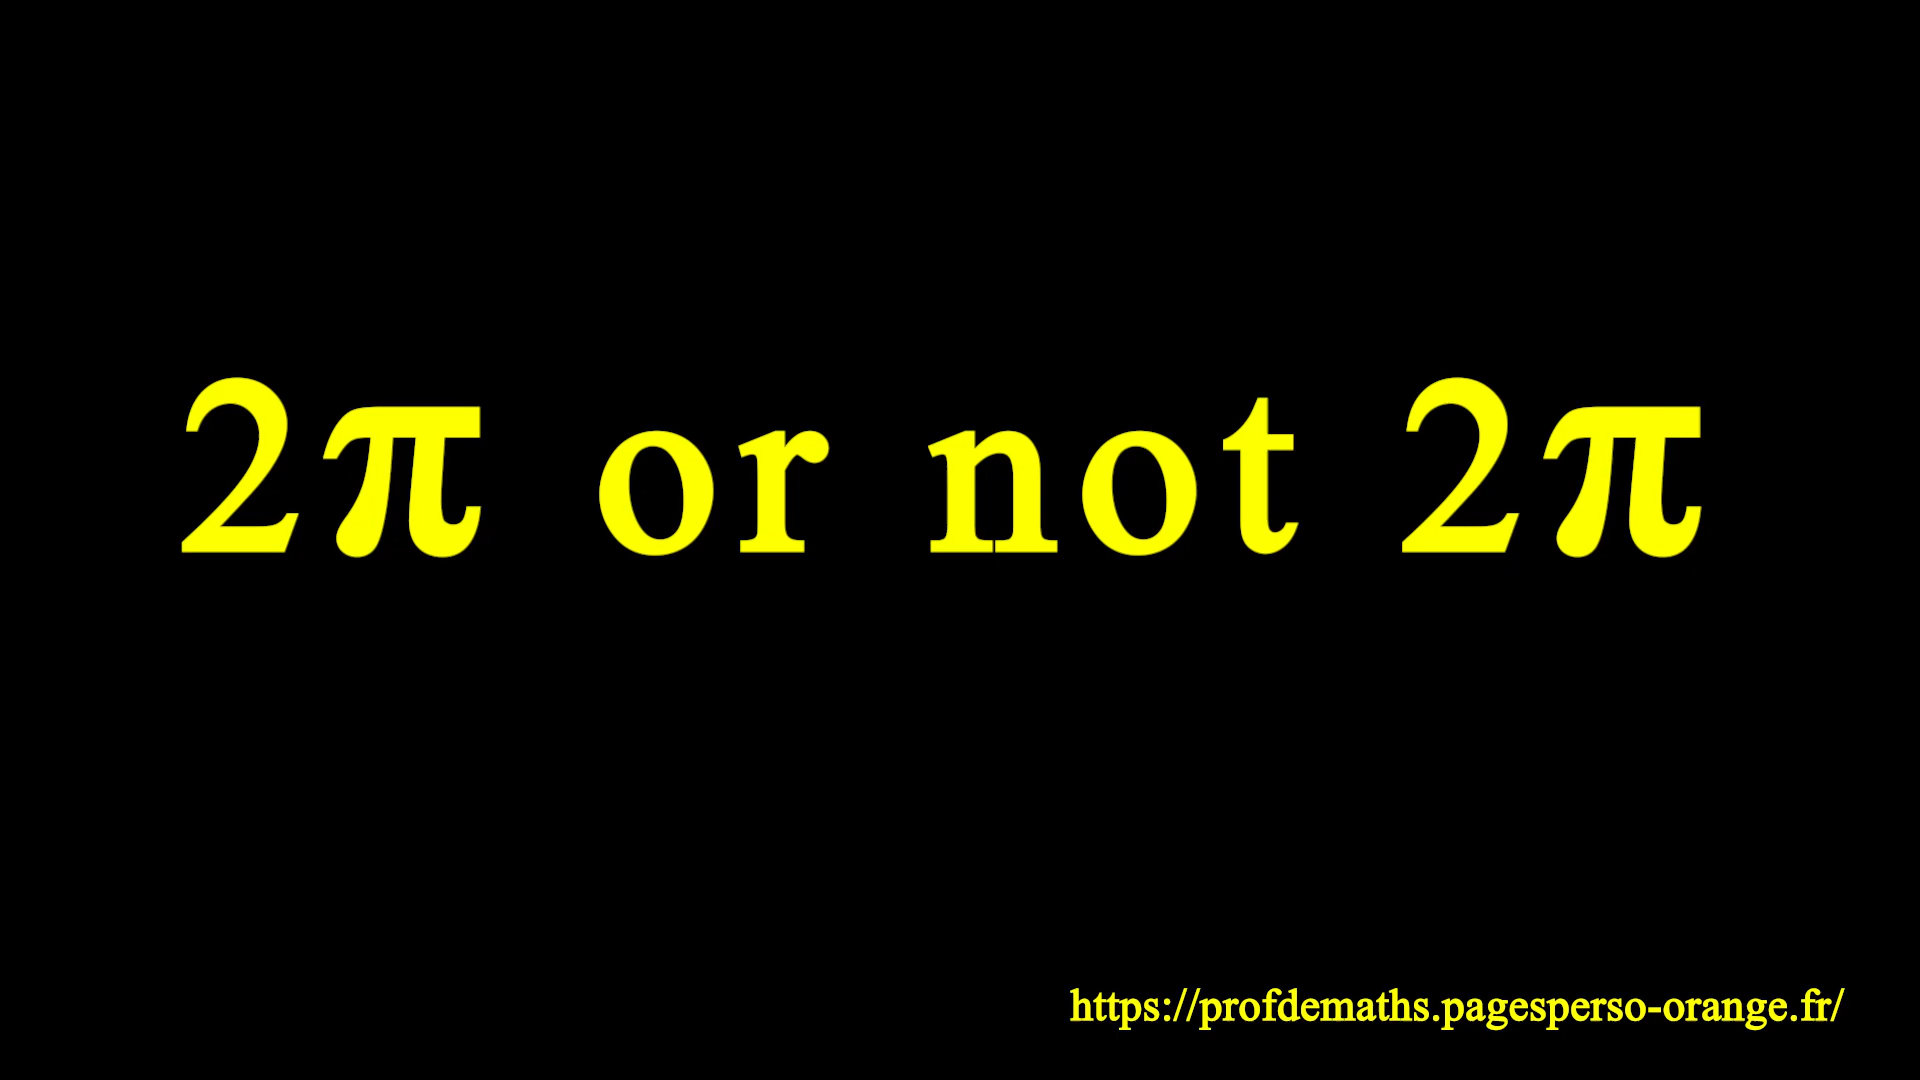 2π or not 2π
https://profdemaths.pagesperso-orange.fr/